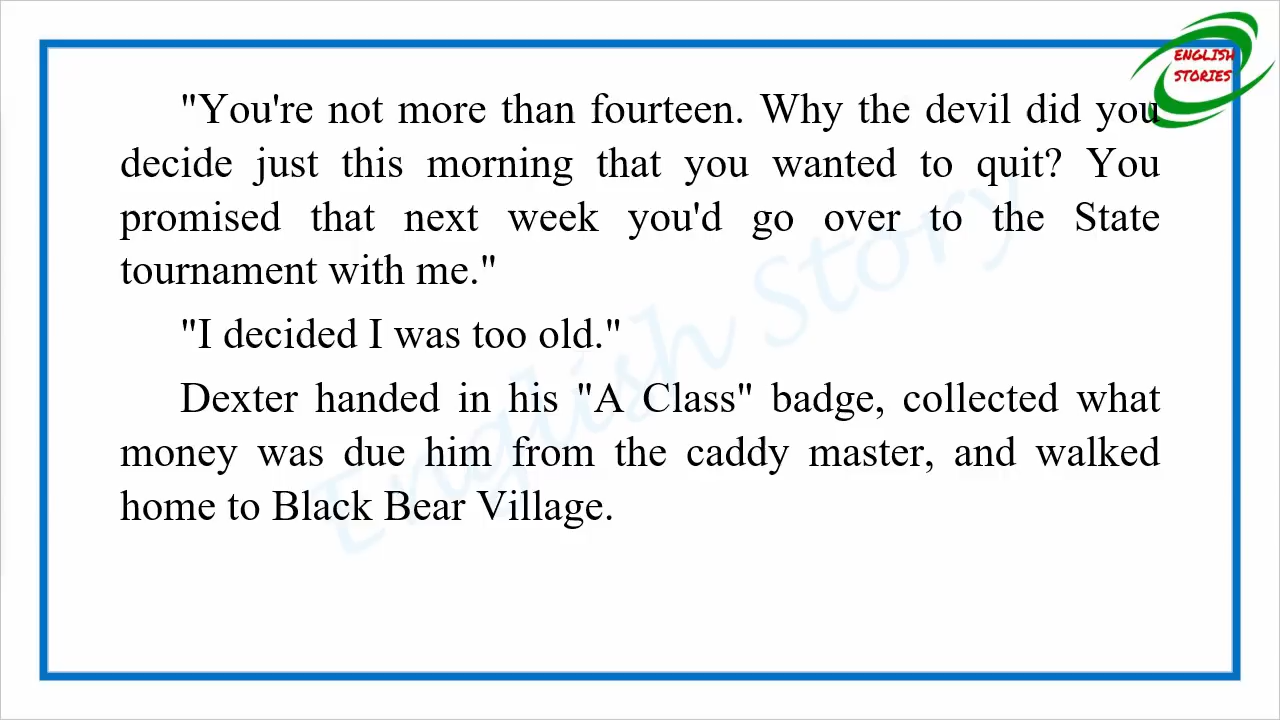 ENGLISH
STORIES
"You're not more than fourteen. Why the devil did you
decide just this morning that you wanted to quit? You
promised that next week you'd go over to the State
tournament with me."
"I decided I was too old."
Dexter handed in his "A Class" badge, collected what
money was due him from the caddy master, and walked
home to Black Bear Village.
English Story